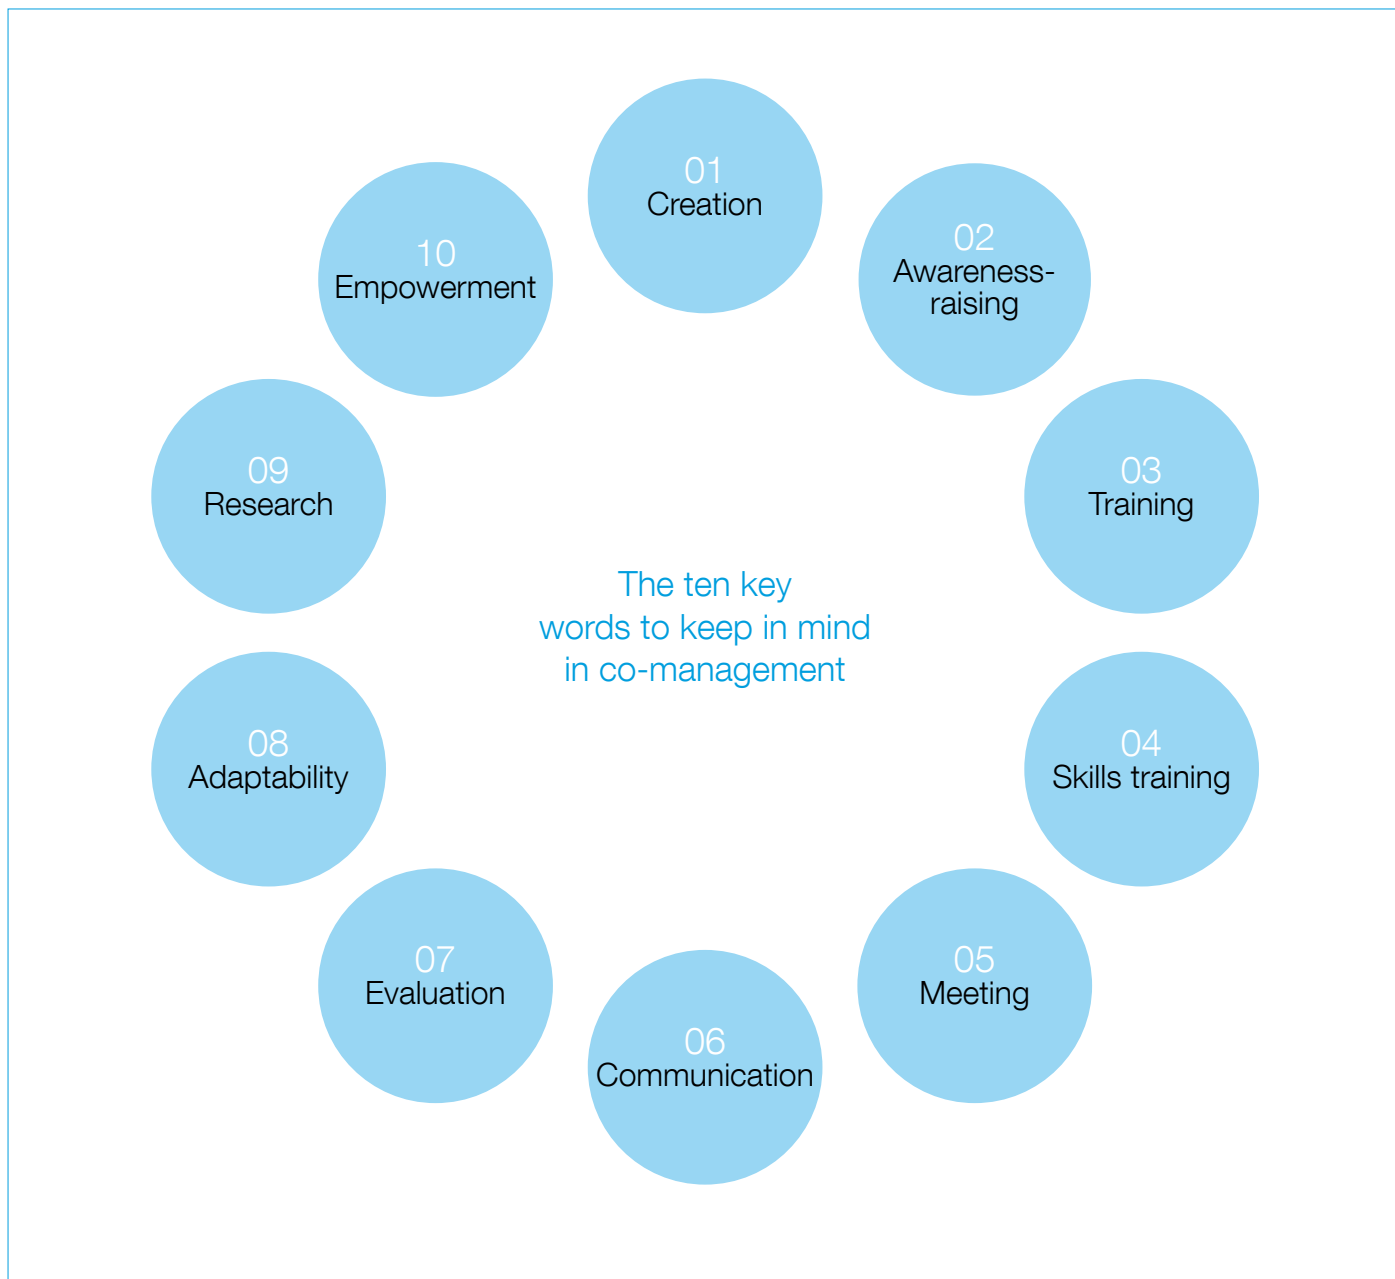 01
Creation
02
Awareness-
raising
03
Training
04
Skills training
05
Meeting
06
Communication
07
Evaluation
08
Adaptability
09
Research
10
Empowerment
The ten key
words to keep in mind
in co-management